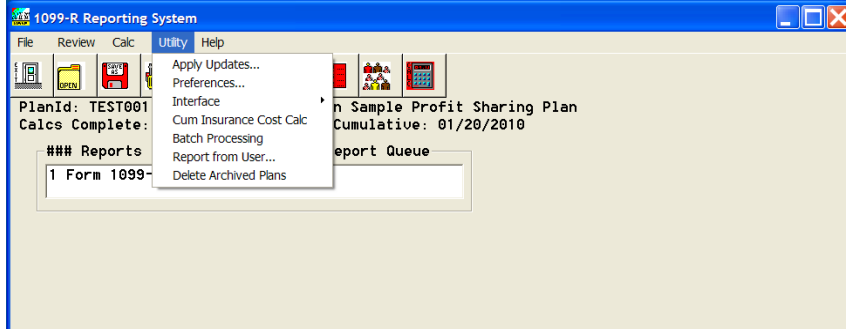 1099-R Reporting System
File Review Calc Utility Help
Apply Updates...
Preferences...
Interface
Cum Insurance Cost Calc
Batch Processing
Report from User...
Delete Archived Plans
EXIT OPEN SAVE AS
PlanId: TEST001 n Sample Profit Sharing Plan
Calcs Complete: Cumulative: 01/20/2010
### Reports eport Queue
1 Form 1099-